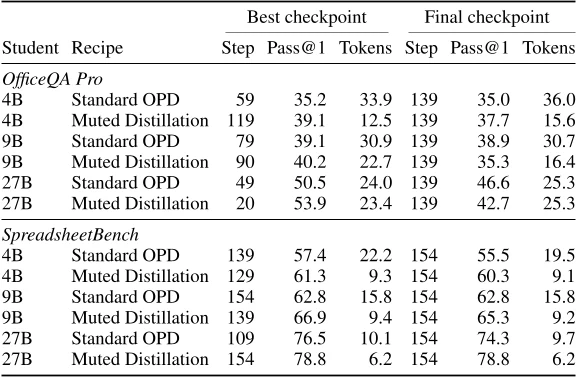 Best checkpoint Final checkpoint
Student Recipe Step Pass@1 Tokens Step Pass@1 Tokens
OfficeQA Pro
4B Standard OPD 59 35.2 33.9 139 35.0 36.0
4B Muted Distillation 119 39.1 12.5 139 37.7 15.6
9B Standard OPD 79 39.1 30.9 139 38.9 30.7
9B Muted Distillation 90 40.2 22.7 139 35.3 16.4
27B Standard OPD 49 50.5 24.0 139 46.6 25.3
27B Muted Distillation 20 53.9 23.4 139 42.7 25.3
SpreadsheetBench
4B Standard OPD 139 57.4 22.2 154 55.5 19.5
4B Muted Distillation 129 61.3 9.3 154 60.3 9.1
9B Standard OPD 154 62.8 15.8 154 62.8 15.8
9B Muted Distillation 139 66.9 9.4 154 65.3 9.2
27B Standard OPD 109 76.5 10.1 154 74.3 9.7
27B Muted Distillation 154 78.8 6.2 154 78.8 6.2